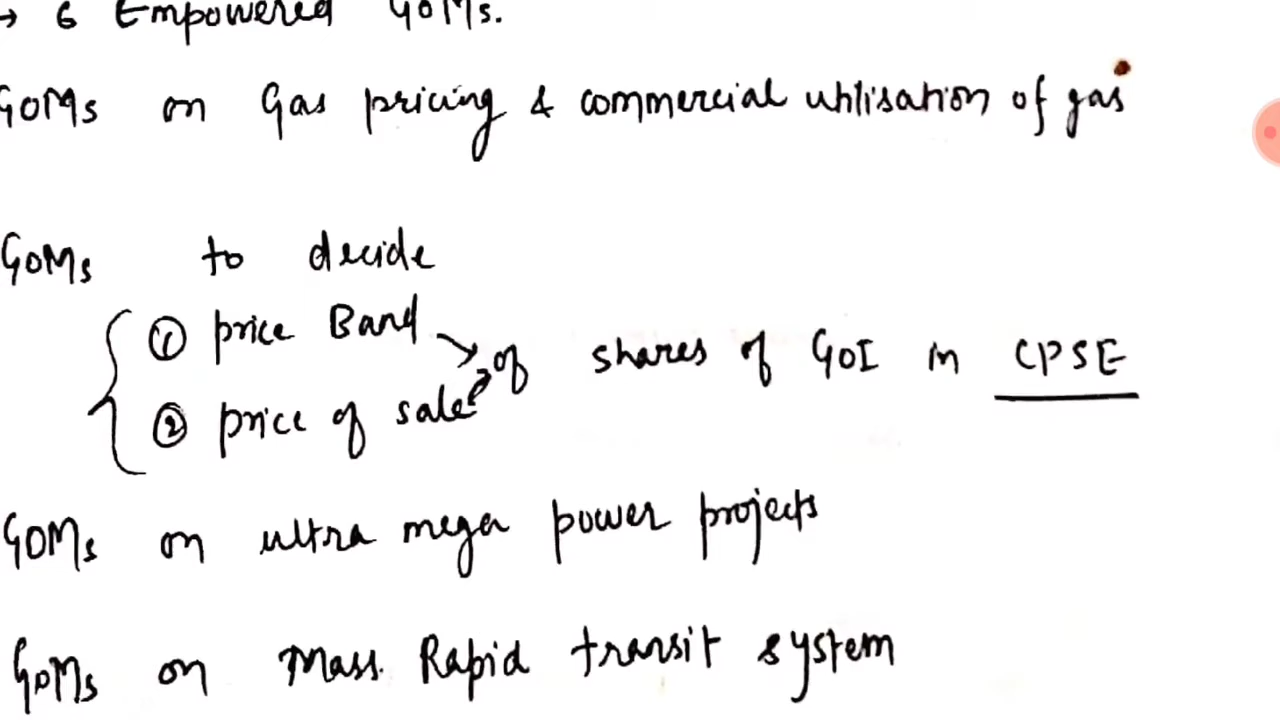 → 6 Empowered GOMs.
GOMs on Gas pricing & commercial utilisation of gas
GOMs to decide
① price Band
of shares of GOI in CPSE
② price of sale
GOMs on ultra mega power projects
GOMs on Mass Rapid transit system